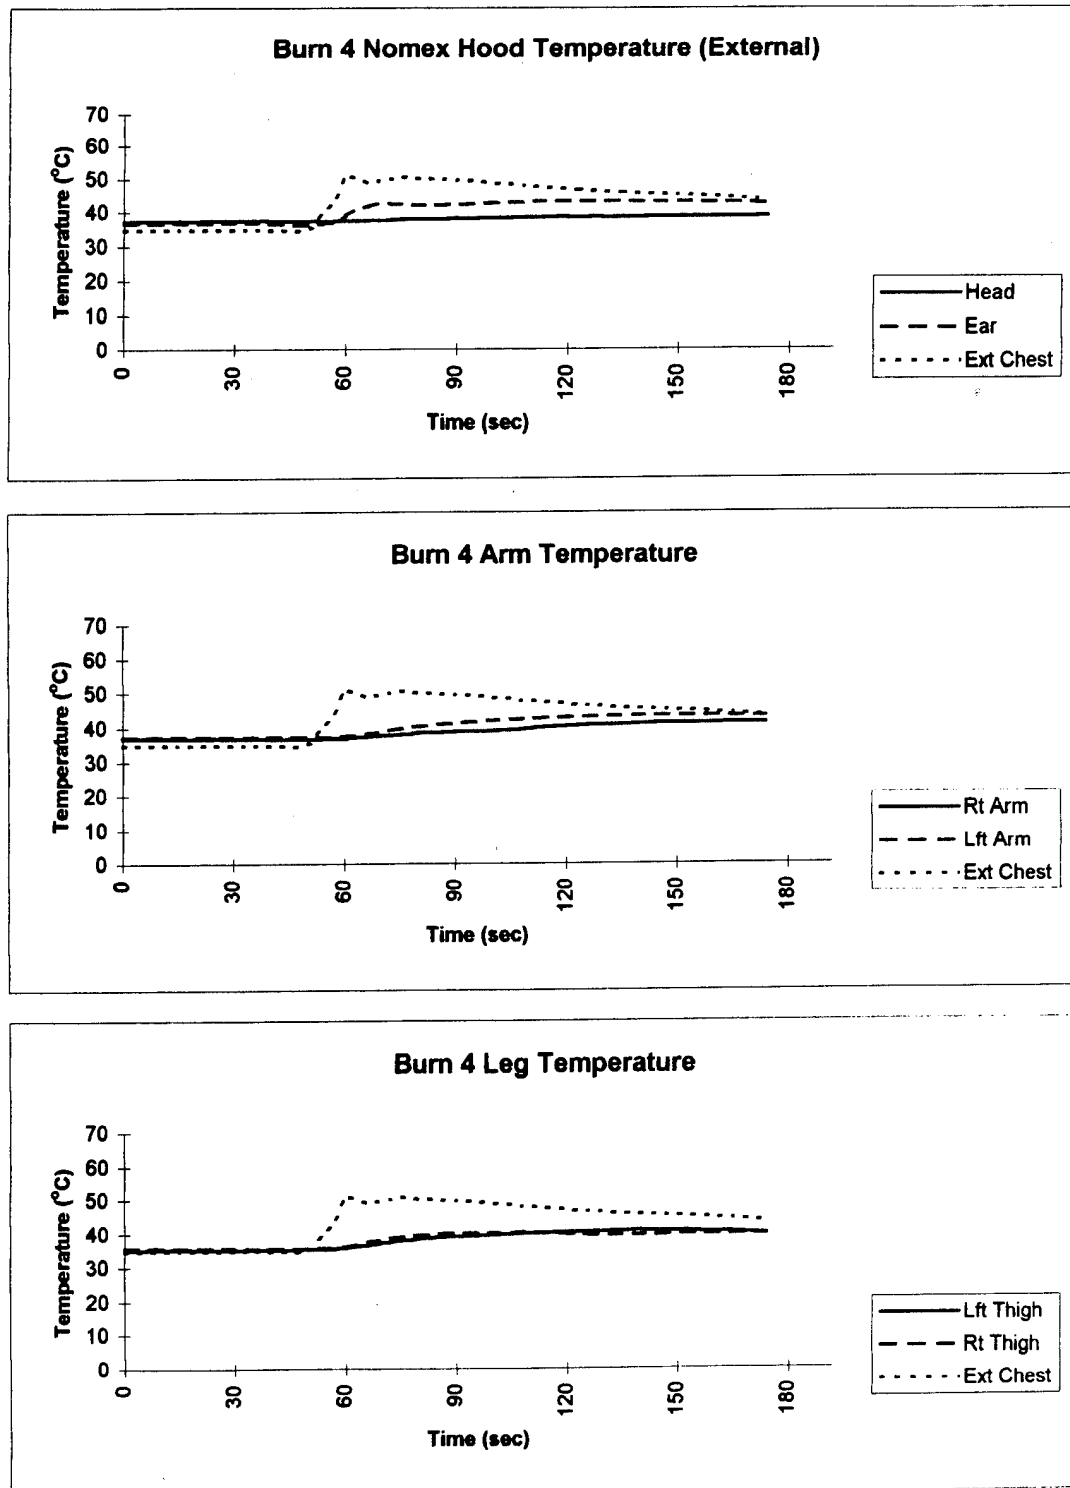 Burn 4 Nomex Hood Temperature (External)
Temperature (°C)
70
60
50
40
30
20
10
0
0 30 60 90 120 150 180
Time (sec)
Head
Ear
Ext Chest
Burn 4 Arm Temperature
Temperature (°C)
70
60
50
40
30
20
10
0
0 30 60 90 120 150 180
Time (sec)
Rt Arm
Lft Arm
Ext Chest
Burn 4 Leg Temperature
Temperature (°C)
70
60
50
40
30
20
10
0
0 30 60 90 120 150 180
Time (sec)
Lft Thigh
Rt Thigh
Ext Chest